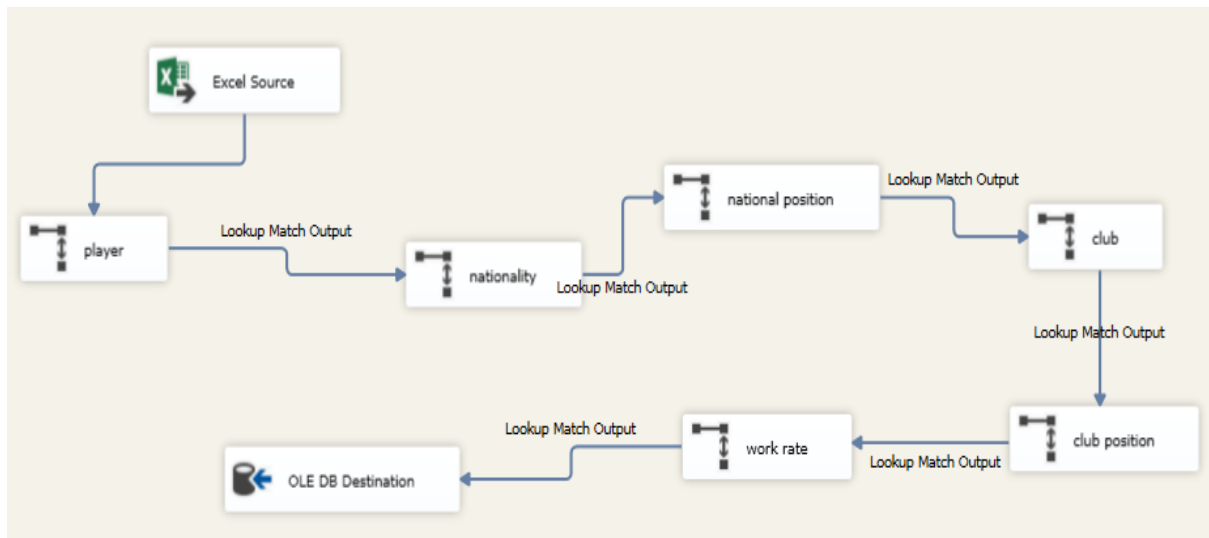 Excel Source
player
Lookup Match Output
nationality
Lookup Match Output
national position
Lookup Match Output
club
Lookup Match Output
club position
Lookup Match Output
work rate
Lookup Match Output
OLE DB Destination